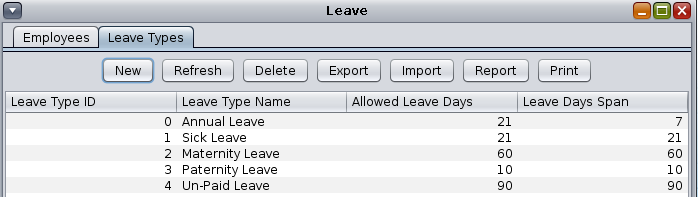 Leave
Employees Leave Types
New Refresh Delete Export Import Report Print
Leave Type ID Leave Type Name Allowed Leave Days Leave Days Span
0 Annual Leave 21 7
1 Sick Leave 21 21
2 Maternity Leave 60 60
3 Paternity Leave 10 10
4 Un-Paid Leave 90 90